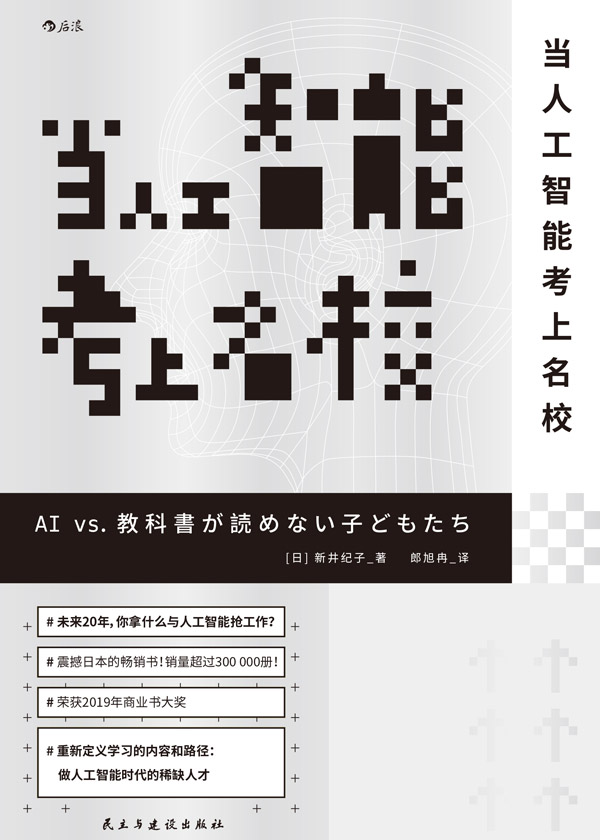 后浪
当人工智能
考上名校
当人工智能考上名校
AI vs. 教科書が読めない子どもたち
[日] 新井纪子_著 郎旭冉_译
# 未来20年，你拿什么与人工智能抢工作？
# 震撼日本的畅销书！销量超过300 000册！
# 荣获2019年商业书大奖
# 重新定义学习的内容和路径：
做人工智能时代的稀缺人才
民主与建设出版社